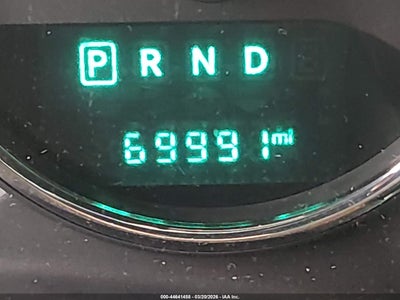 P R N D
69991 mi
000-44641458 - 03/20/2026 - IAA Inc.